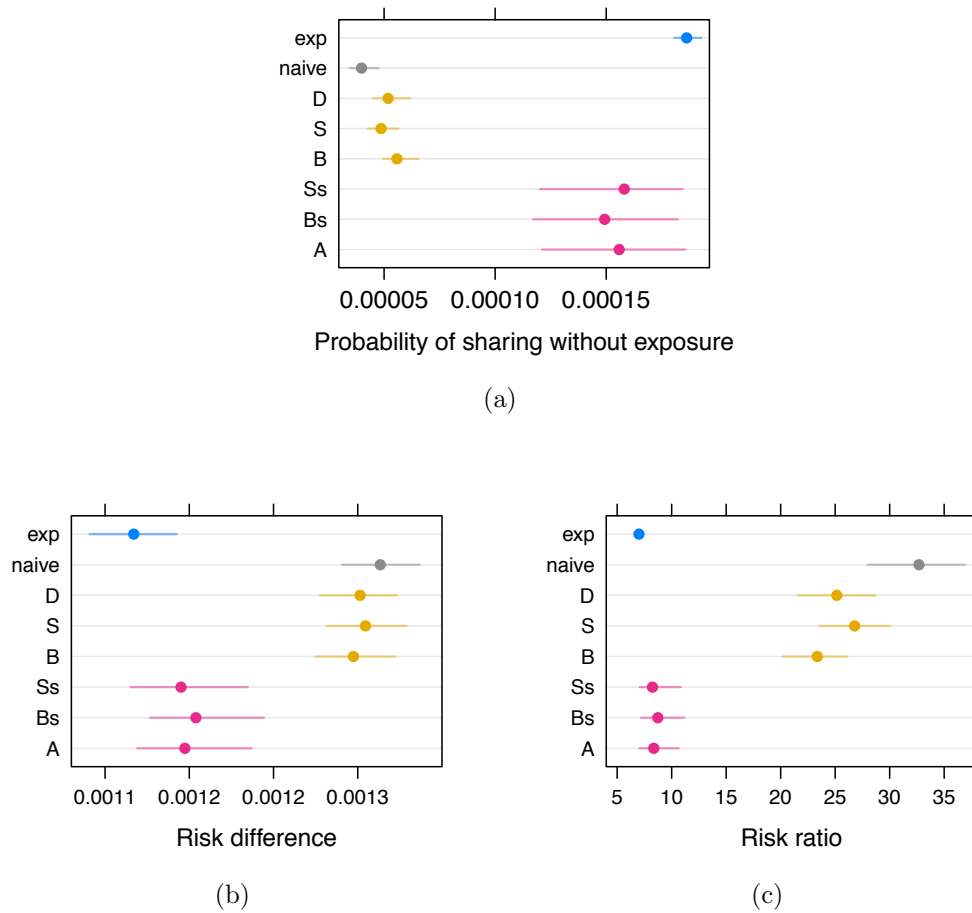 exp
naive
D
S
B
Ss
Bs
A
0.00005 0.00010 0.00015
Probability of sharing without exposure
(a)
exp
naive
D
S
B
Ss
Bs
A
0.0011 0.0012 0.0012 0.0013
Risk difference
(b)
exp
naive
D
S
B
Ss
Bs
A
5 10 15 20 25 30 35
Risk ratio
(c)